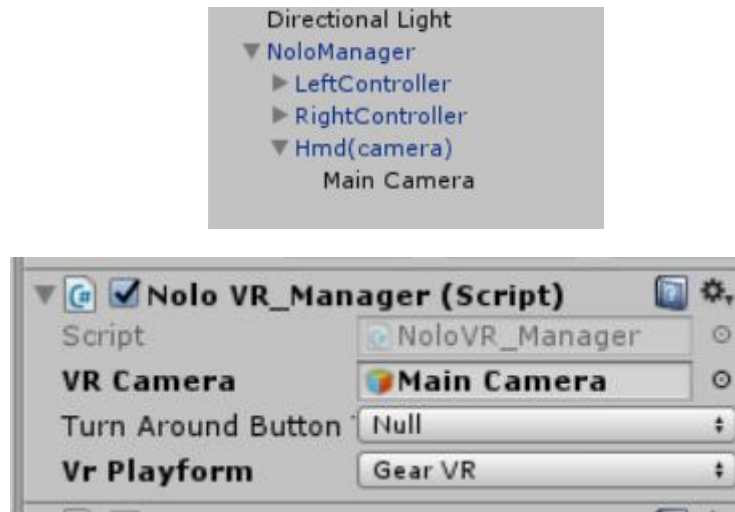 Directional Light
NoloManager
LeftController
RightController
Hmd(camera)
Main Camera
Nolo VR_Manager (Script)
Script NoloVR_Manager
VR Camera Main Camera
Turn Around Button Null
Vr Playform Gear VR